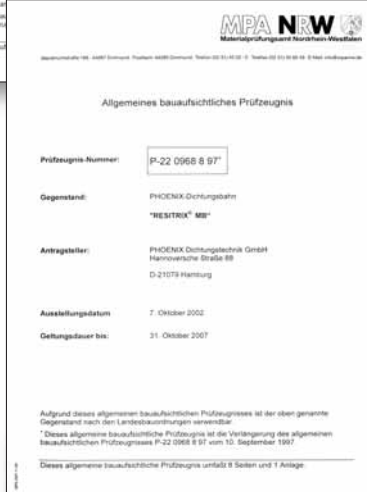 MPA NRW
Materialprüfungsamt Nordrhein-Westfalen
Allgemeines bauaufsichtliches Prüfzeugnis
Prüfzeugnis-Nummer: P-22 0968 8 97*
Gegenstand: PHOENIX-Dichtungsbahn
"RESITRIX® MB"
Antragsteller: PHOENIX Dichtungstechnik GmbH
Hannoversche Straße 88
D-21079 Hamburg
Ausstellungsdatum 7. Oktober 2002
Geltungsdauer bis: 31. Oktober 2007
Aufgrund dieses allgemeinen bauaufsichtlichen Prüfzeugnisses ist der oben genannte
Gegenstand nach den Landesbauordnungen verwendbar.
* Dieses allgemeine bauaufsichtliche Prüfzeugnis ist die Verlängerung des allgemeinen
bauaufsichtlichen Prüfzeugnisses P-22 0968 8 97 vom 10. September 1997
Dieses allgemeine bauaufsichtliche Prüfzeugnis umfaßt 8 Seiten und 1 Anlage.